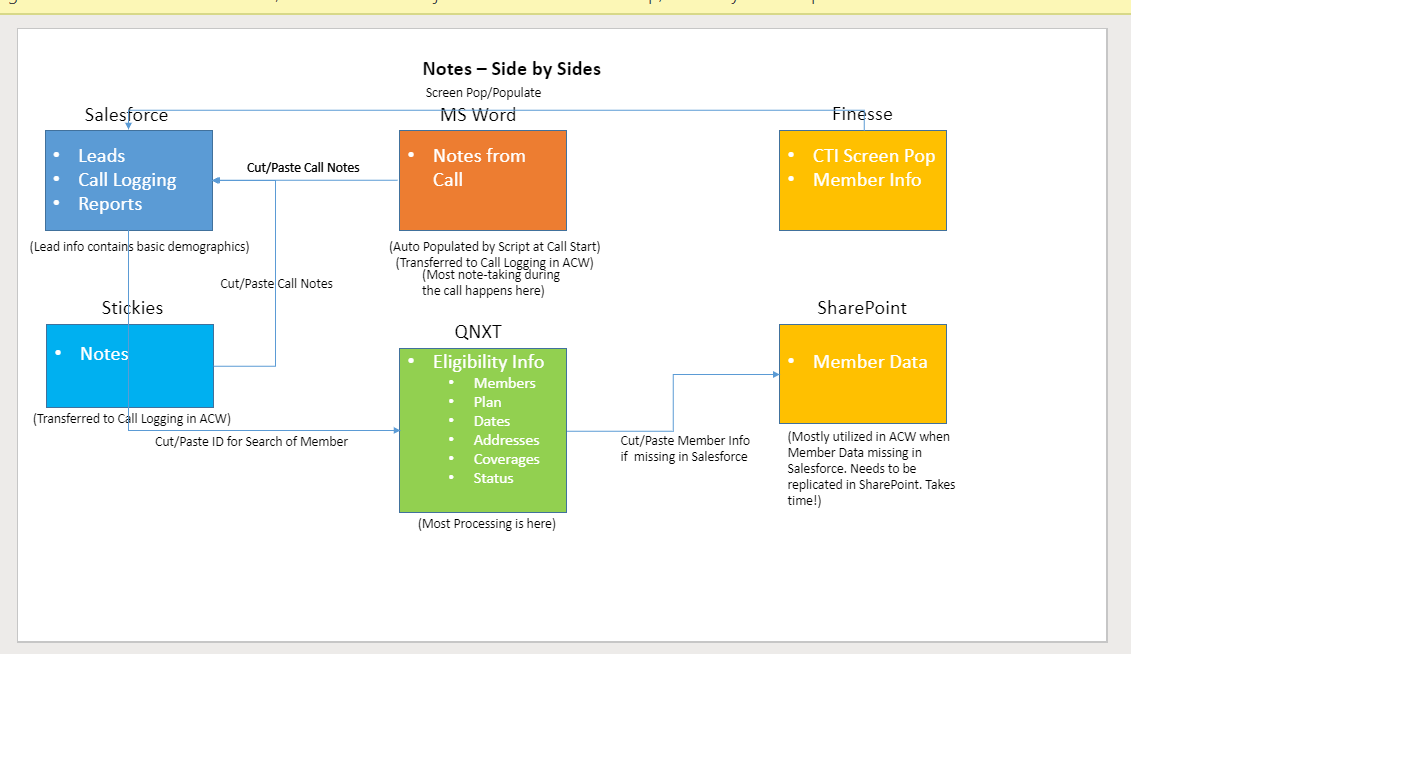 Notes – Side by Sides
Screen Pop/Populate
Salesforce
MS Word
Finesse
• Leads
• Call Logging
• Reports
Cut/Paste Call Notes
• Notes from
Call
• CTI Screen Pop
• Member Info
(Lead info contains basic demographics)
(Auto Populated by Script at Call Start)
(Transferred to Call Logging in ACW)
(Most note-taking during
the call happens here)
Cut/Paste Call Notes
Stickies
QNXT
SharePoint
• Notes
• Eligibility Info
• Members
• Plan
• Dates
• Addresses
• Coverages
• Status
• Member Data
(Transferred to Call Logging in ACW)
Cut/Paste ID for Search of Member
Cut/Paste Member Info
if missing in Salesforce
(Mostly utilized in ACW when
Member Data missing in
Salesforce. Needs to be
replicated in SharePoint. Takes
time!)
(Most Processing is here)